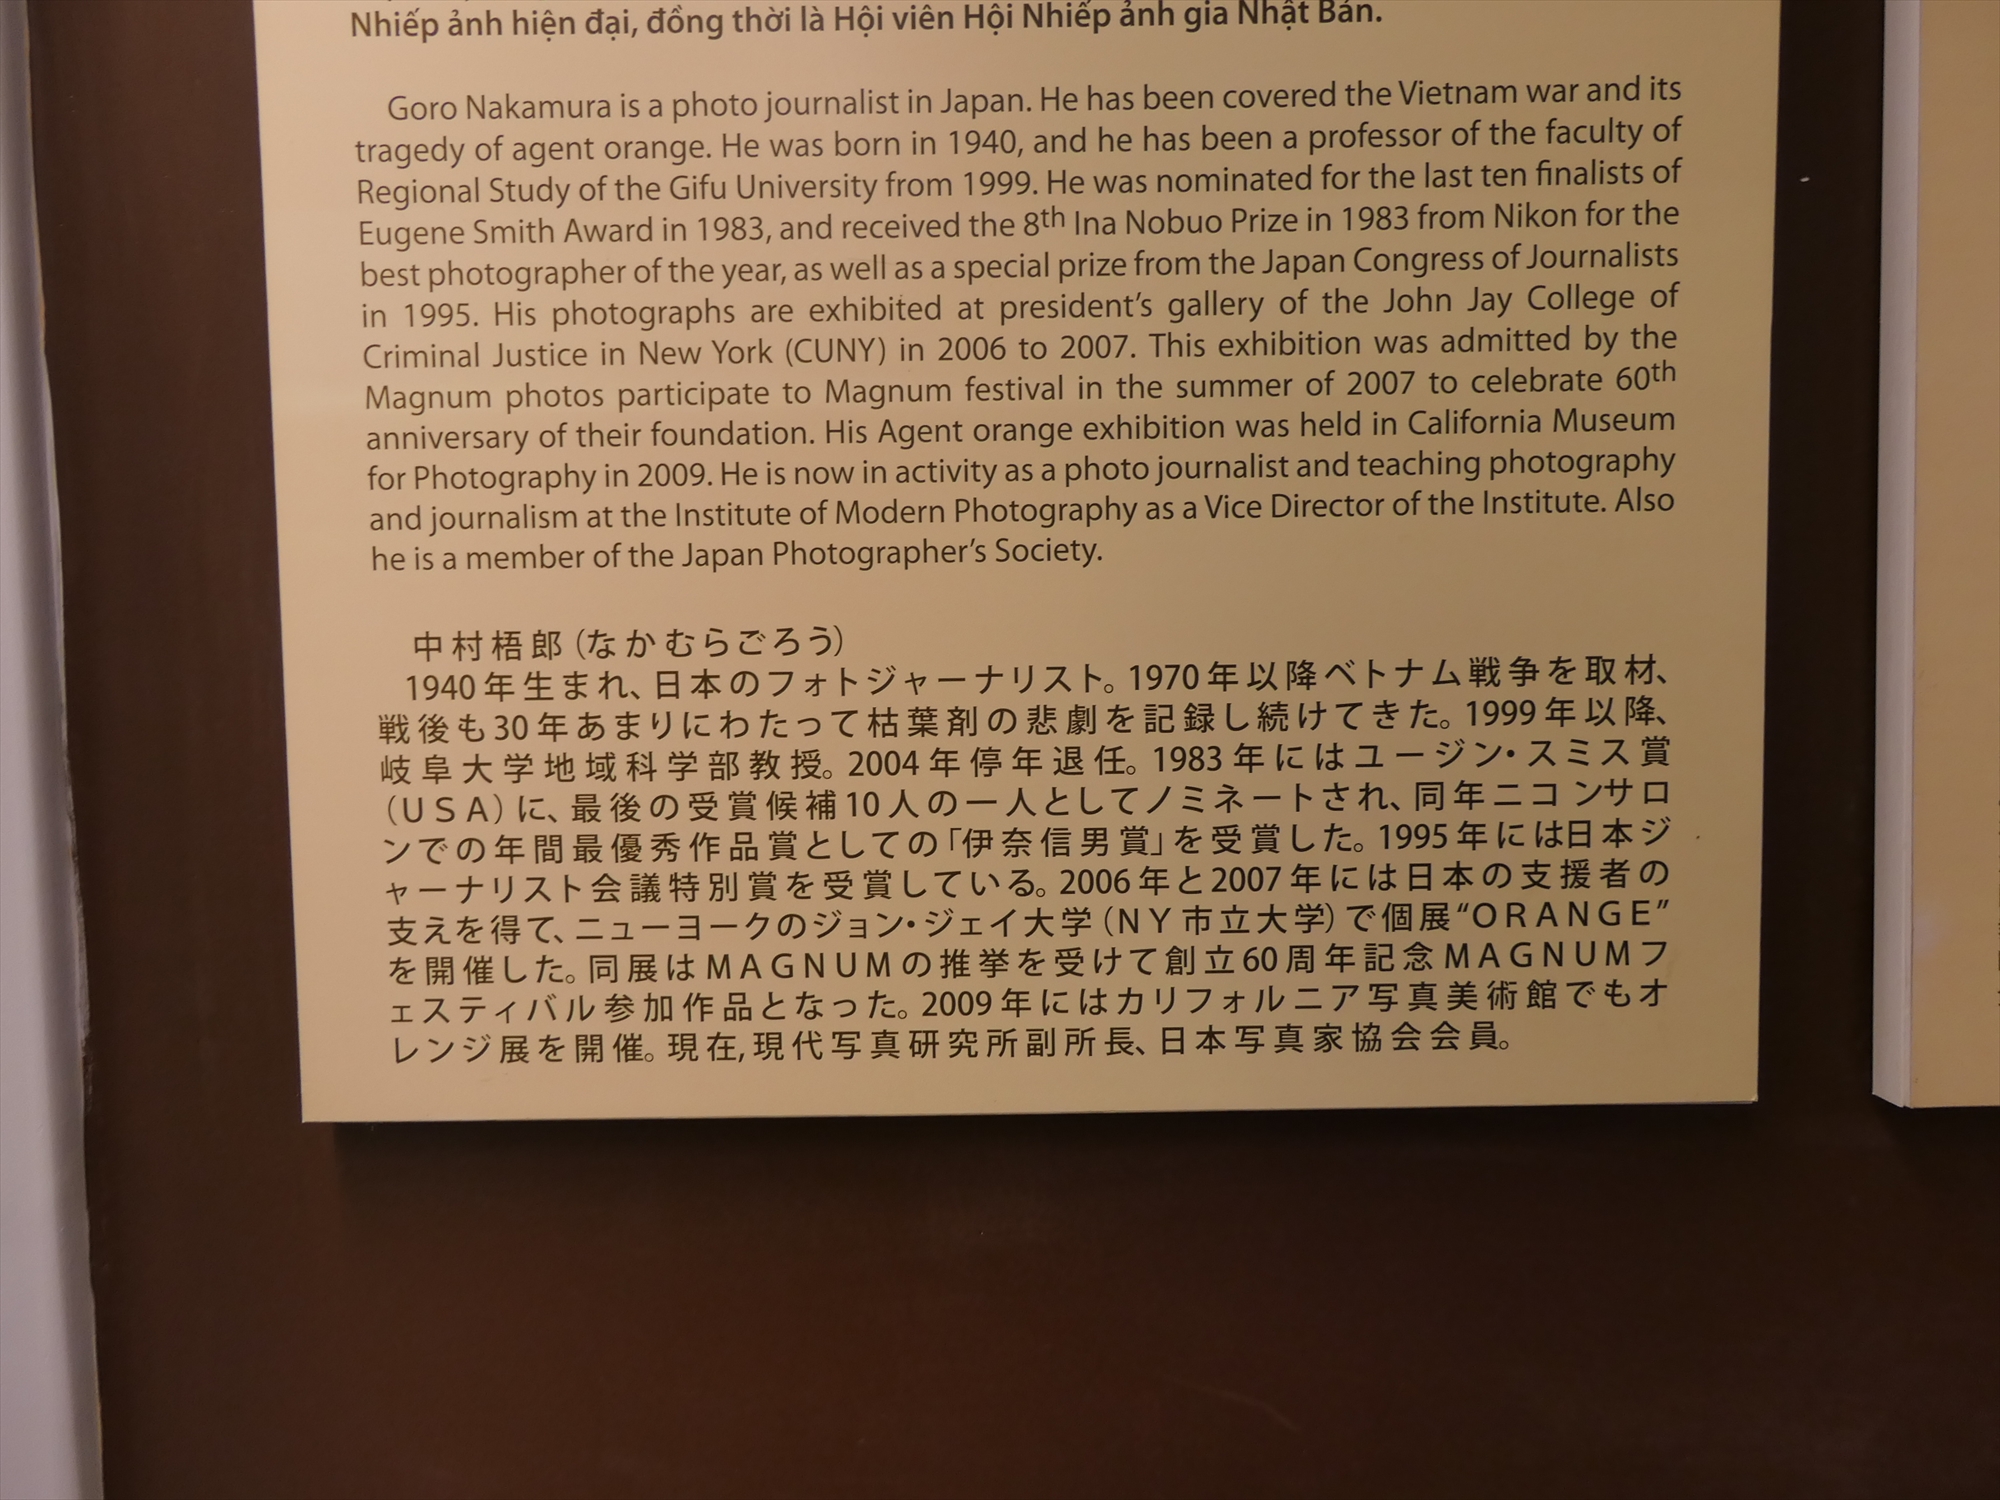 Nhiếp ảnh hiện đại, đồng thời là Hội viên Hội Nhiếp ảnh gia Nhật Bản.
Goro Nakamura is a photo journalist in Japan. He has been covered the Vietnam war and its
tragedy of agent orange. He was born in 1940, and he has been a professor of the faculty of
Regional Study of the Gifu University from 1999. He was nominated for the last ten finalists of
Eugene Smith Award in 1983, and received the 8th Ina Nobuo Prize in 1983 from Nikon for the
best photographer of the year, as well as a special prize from the Japan Congress of Journalists
in 1995. His photographs are exhibited at president’s gallery of the John Jay College of
Criminal Justice in New York (CUNY) in 2006 to 2007. This exhibition was admitted by the
Magnum photos participate to Magnum festival in the summer of 2007 to celebrate 60th
anniversary of their foundation. His Agent orange exhibition was held in California Museum
for Photography in 2009. He is now in activity as a photo journalist and teaching photography
and journalism at the Institute of Modern Photography as a Vice Director of the Institute. Also
he is a member of the Japan Photographer’s Society.
中村梧郎（なかむらごろう）
1940年生まれ、日本のフォトジャーナリスト。1970年以降ベトナム戦争を取材、
戦後も30年あまりにわたって枯葉剤の悲劇を記録し続けてきた。1999年以降、
岐阜大学地域科学部教授。2004年停年退任。1983年にはユージン・スミス賞
（ＵＳＡ）に、最後の受賞候補10人の一人としてノミネートされ、同年ニコンサロ
ンでの年間最優秀作品賞としての「伊奈信男賞」を受賞した。1995年には日本ジ
ャーナリスト会議特別賞を受賞している。2006年と2007年には日本の支援者の
支えを得て、ニューヨークのジョン・ジェイ大学（ＮＹ市立大学）で個展“ＯＲＡＮＧＥ”
を開催した。同展はＭＡＧＮＵＭの推挙を受けて創立60周年記念ＭＡＧＮＵＭフ
ェスティバル参加作品となった。2009年にはカリフォルニア写真美術館でもオ
レンジ展を開催。現在,現代写真研究所副所長、日本写真家協会会員。